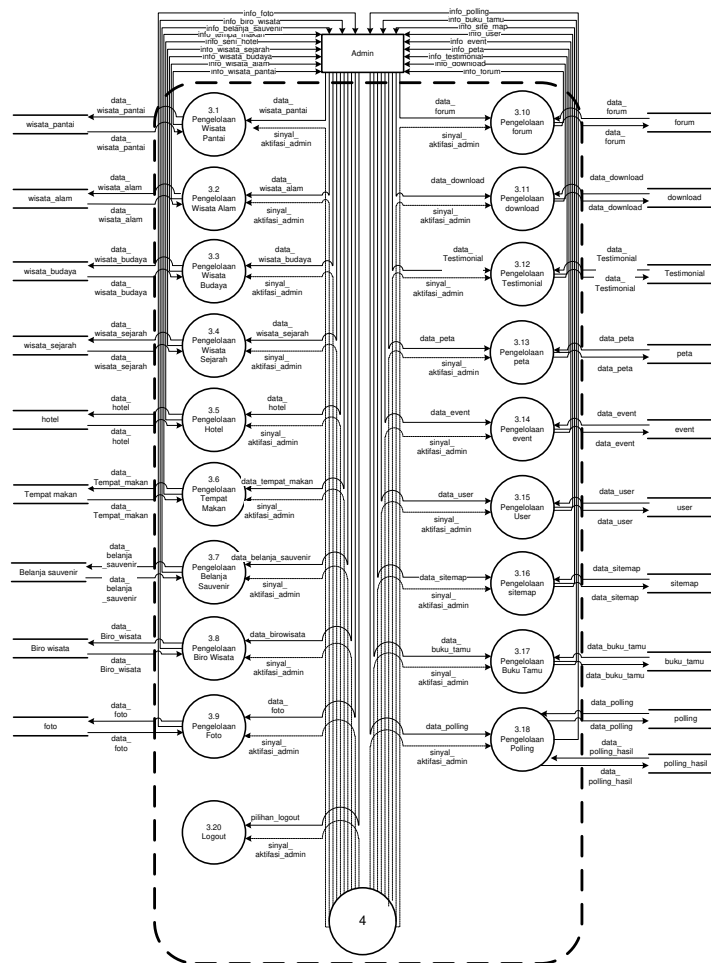 info_foto
info_biro_wisata
info_belanja_sauvenir
info_tempat_makan
info_seni_hotel
info_wisata_sejarah
info_wisata_budaya
info_wisata_alam
info_wisata_pantai
Admin
info_polling
info_buku_tamu
info_site_map
info_user
info_event
info_peta
info_testimonial
info_download
info_forum
wisata_pantai
data_
wisata_pantai
data_
wisata_pantai
3.1
Pengelolaan
Wisata
Pantai
data_
wisata_pantai
sinyal_
aktifasi_admin
data_
forum
sinyal_
aktifasi_admin
3.10
Pengelolaan
forum
data_
forum
data_
forum
forum
wisata_alam
data_
wisata_alam
data_
wisata_alam
3.2
Pengelolaan
Wisata Alam
data_
wisata_alam
sinyal_
aktifasi_admin
data_download
sinyal_
aktifasi_admin
3.11
Pengelolaan
download
data_download
data_download
download
wisata_budaya
data_
wisata_budaya
data_
wisata_budaya
3.3
Pengelolaan
Wisata
Budaya
data_
wisata_budaya
sinyal_
aktifasi_admin
data_
Testimonial
sinyal_
aktifasi_admin
3.12
Pengelolaan
Testimonial
data_
Testimonial
data_
Testimonial
Testimonial
wisata_sejarah
data_
wisata_sejarah
data_
wisata_sejarah
3.4
Pengelolaan
Wisata
Sejarah
data_
wisata_sejarah
sinyal_
aktifasi_admin
data_peta
sinyal_
aktifasi_admin
3.13
Pengelolaan
peta
data_peta
data_peta
peta
hotel
data_
hotel
data_
hotel
3.5
Pengelolaan
Hotel
data_
hotel
sinyal_
aktifasi_admin
data_event
sinyal_
aktifasi_admin
3.14
Pengelolaan
event
data_event
data_event
event
Tempat makan
data_
Tempat_makan
data_
Tempat_makan
3.6
Pengelolaan
Tempat
Makan
data_tempat_makan
sinyal_
aktifasi_admin
data_user
sinyal_
aktifasi_admin
3.15
Pengelolaan
User
data_user
data_user
user
Belanja sauvenir
data_
belanja
_sauvenir
data_
belanja
_sauvenir
3.7
Pengelolaan
Belanja
Sauvenir
data_belanja_sauvenir
sinyal_
aktifasi_admin
data_sitemap
sinyal_
aktifasi_admin
3.16
Pengelolaan
sitemap
data_sitemap
data_sitemap
sitemap
Biro wisata
data_
Biro_wisata
data_
Biro_wisata
3.8
Pengelolaan
Biro Wisata
data_birowisata
sinyal_
aktifasi_admin
data_
buku_tamu
sinyal_
aktifasi_admin
3.17
Pengelolaan
Buku Tamu
data_buku_tamu
data_buku_tamu
buku_tamu
foto
data_
foto
data_
foto
3.9
Pengelolaan
Foto
data_
foto
sinyal_
aktifasi_admin
data_polling
sinyal_
aktifasi_admin
3.18
Pengelolaan
Polling
data_polling
data_polling
polling
data_
polling_hasil
data_
polling_hasil
polling_hasil
3.20
Logout
pilihan_logout
sinyal_
aktifasi_admin
4